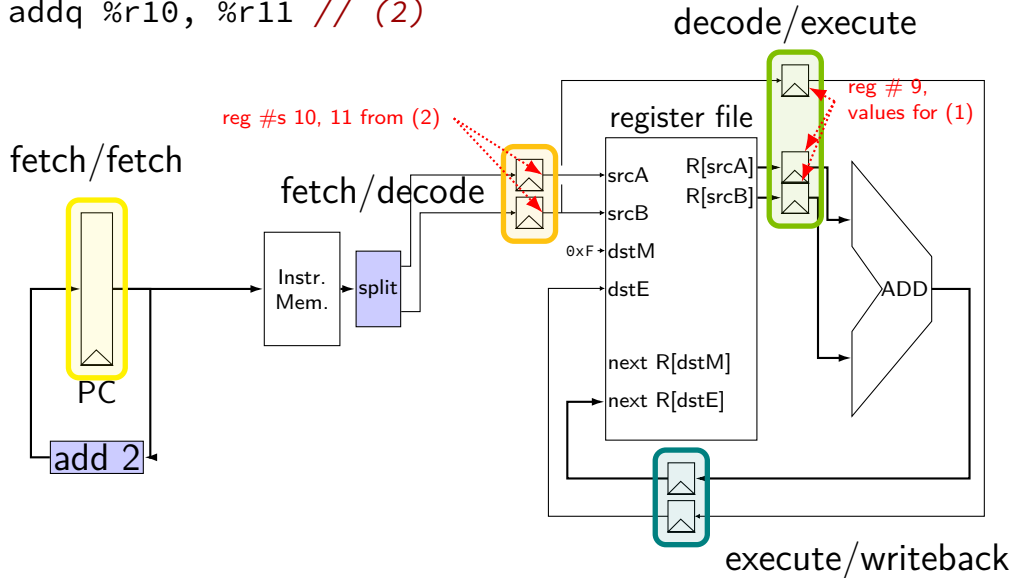 addq %r10, %r11 // (2)
decode/execute
reg # 9,
values for (1)
reg #s 10, 11 from (2)
register file
fetch/fetch
fetch/decode
srcA
R[srcA]
srcB
R[srcB]
0xF
dstM
Instr.
Mem.
split
dstE
ADD
next R[dstM]
PC
next R[dstE]
add 2
execute/writeback